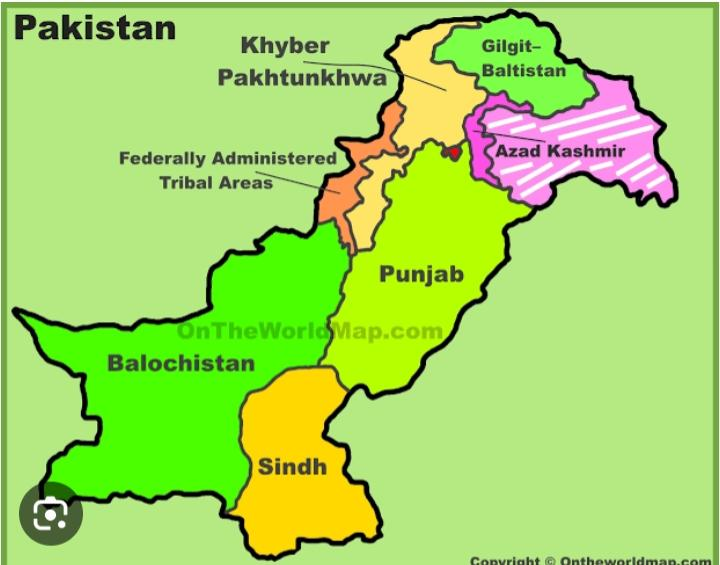 Pakistan
Khyber
Pakhtunkhwa
Gilgit–
Baltistan
Federally Administered
Tribal Areas
Azad Kashmir
Punjab
OnTheWorldMap.com
Balochistan
Sindh
Copyright © Ontheworldmap.com